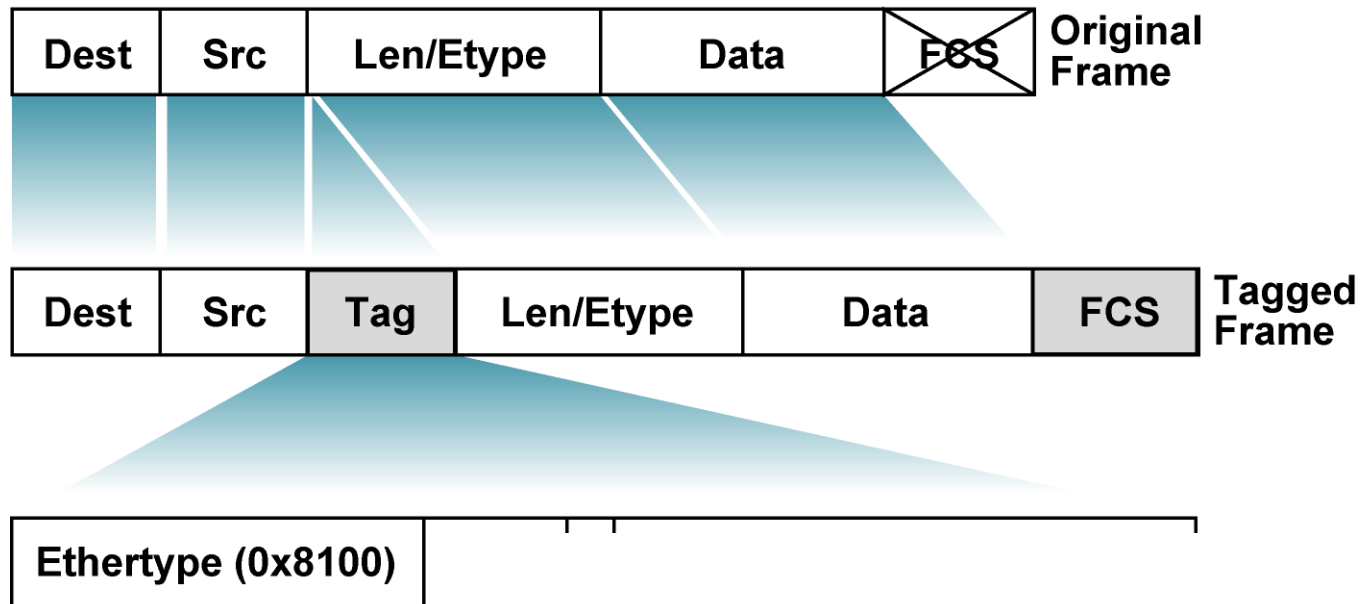 Dest Src Len/Etype Data FCS Original
Frame
Dest Src Tag Len/Etype Data FCS Tagged
Frame
Ethertype (0x8100)